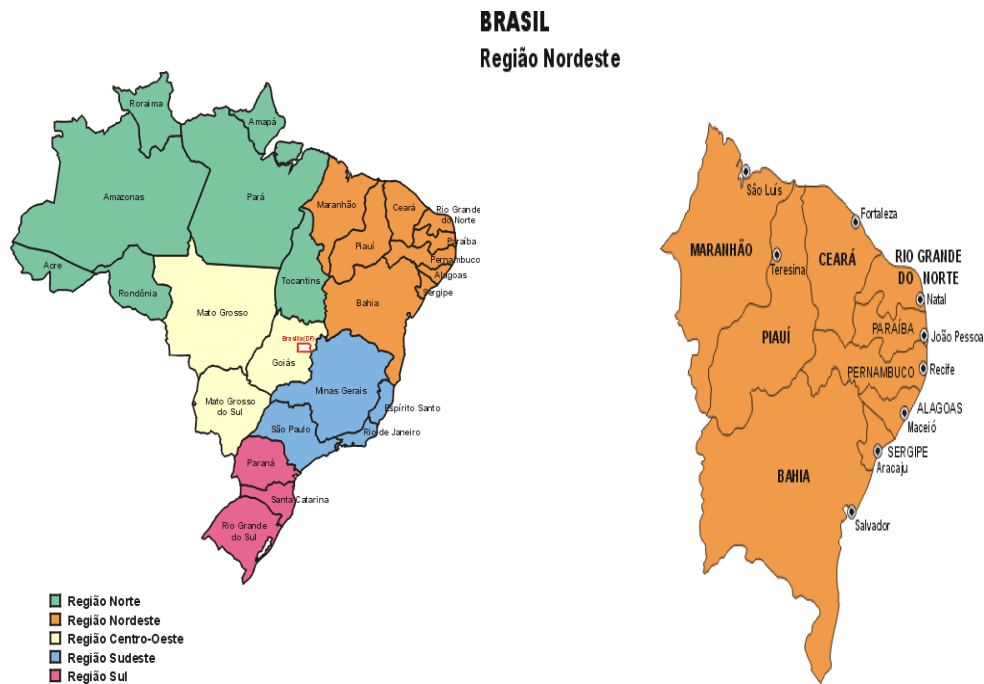 BRASIL
Região Nordeste
Roraima
Amapá
Amazonas
Pará
Maranhão
Ceará
Rio Grande
do Norte
Paraíba
Piauí
Pernambuco
Alagoas
Sergipe
Acre
Rondônia
Tocantins
Bahia
Mato Grosso
Brasília(DF)
Goiás
Minas Gerais
Mato Grosso
do Sul
Espírito Santo
São Paulo
Rio de Janeiro
Paraná
Santa Catarina
Rio Grande
do Sul
Região Norte
Região Nordeste
Região Centro-Oeste
Região Sudeste
Região Sul
São Luís
Fortaleza
MARANHÃO
Teresina
CEARÁ
RIO GRANDE
DO NORTE
Natal
PIAUÍ
PARAÍBA
João Pessoa
PERNAMBUCO
Recife
ALAGOAS
Maceió
SERGIPE
Aracaju
BAHIA
Salvador